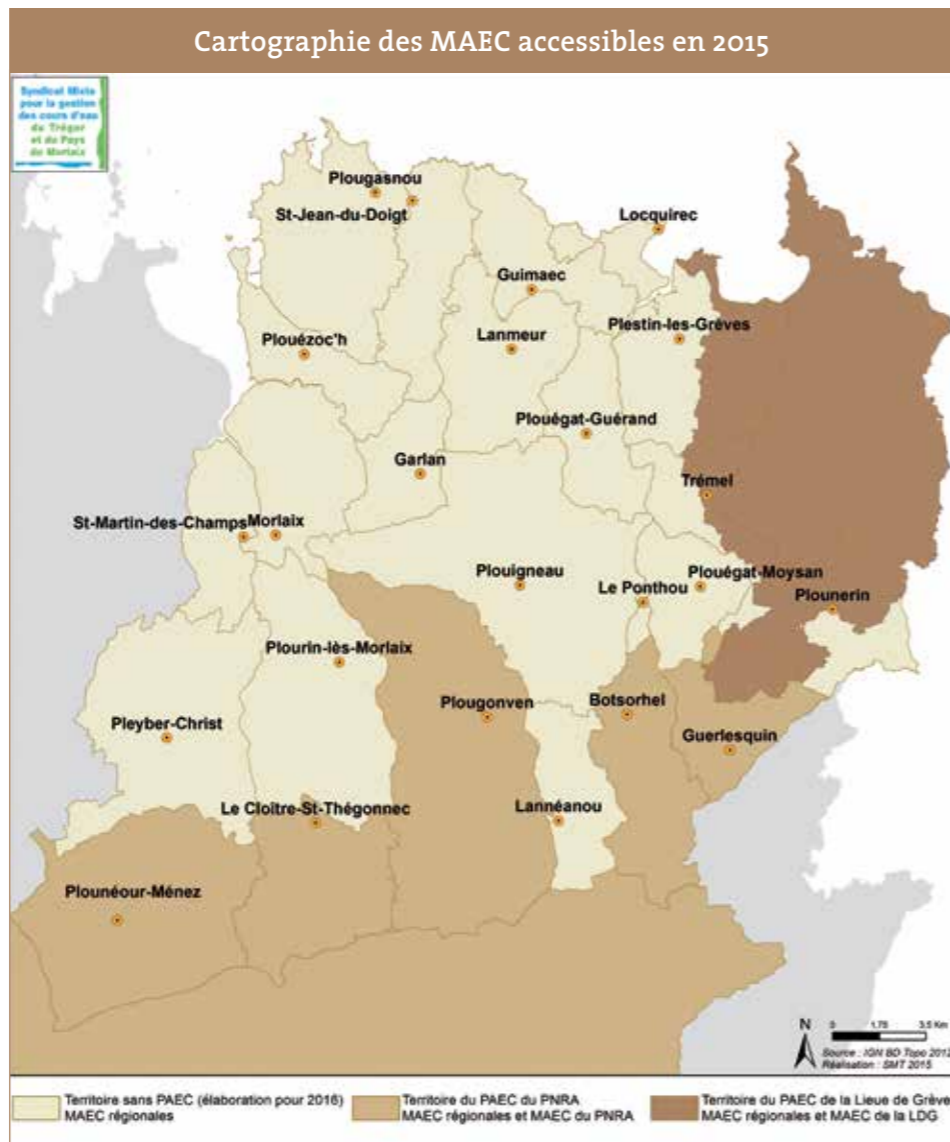 Cartographie des MAEC accessibles en 2015
Syndicat Mixte
pour la gestion
des cours d'eau
du Trégor
et du Pays
de Morlaix
Plougasnou
St-Jean-du-Doigt
Locquirec
Guimaec
Plestin-les-Grèves
Plouézoc'h
Lanmeur
Plouégat-Guérand
Garlan
Trémel
St-Martin-des-Champs
Morlaix
Plouigneau
Le Ponthou
Plouégat-Moysan
Plounerin
Plourin-lès-Morlaix
Plougonven
Botsorhel
Pleyber-Christ
Guerlesquin
Le Cloître-St-Thégonnec
Lannéanou
Plounéour-Ménez
N
0 1,75 3,5 Km
Source : IGN BD Topo 2012
Réalisation : SMT 2015
Territoire sans PAEC (élaboration pour 2016)
MAEC régionales
Territoire du PAEC du PNRA
MAEC régionales et MAEC du PNRA
Territoire du PAEC de la Lieue de Grève
MAEC régionales et MAEC de la LDG